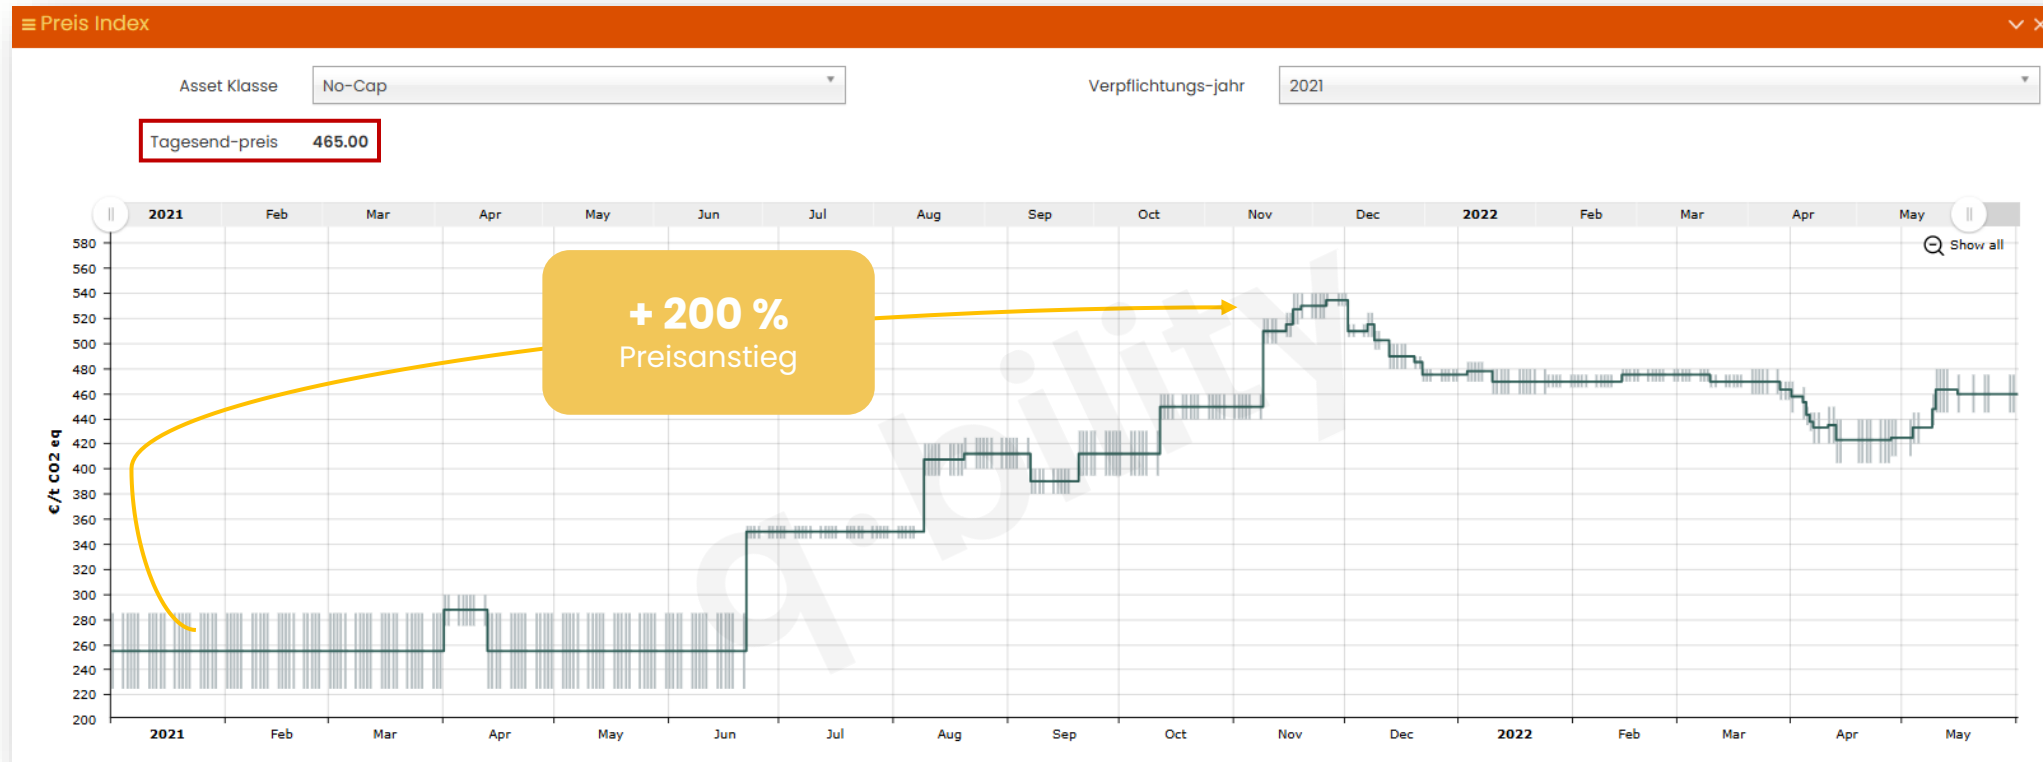 Preis Index
Asset Klasse No-Cap Verpflichtungs-jahr 2021
Tagesend-preis 465.00
2021 Feb Mar Apr May Jun Jul Aug Sep Oct Nov Dec 2022 Feb Mar Apr May
Show all
580
560
540
520
500
480
460
440
420
400
380
360
340
320
300
280
260
240
220
200
€/t CO2 eq
+ 200 %
Preisanstieg
q·bility
2021 Feb Mar Apr May Jun Jul Aug Sep Oct Nov Dec 2022 Feb Mar Apr May